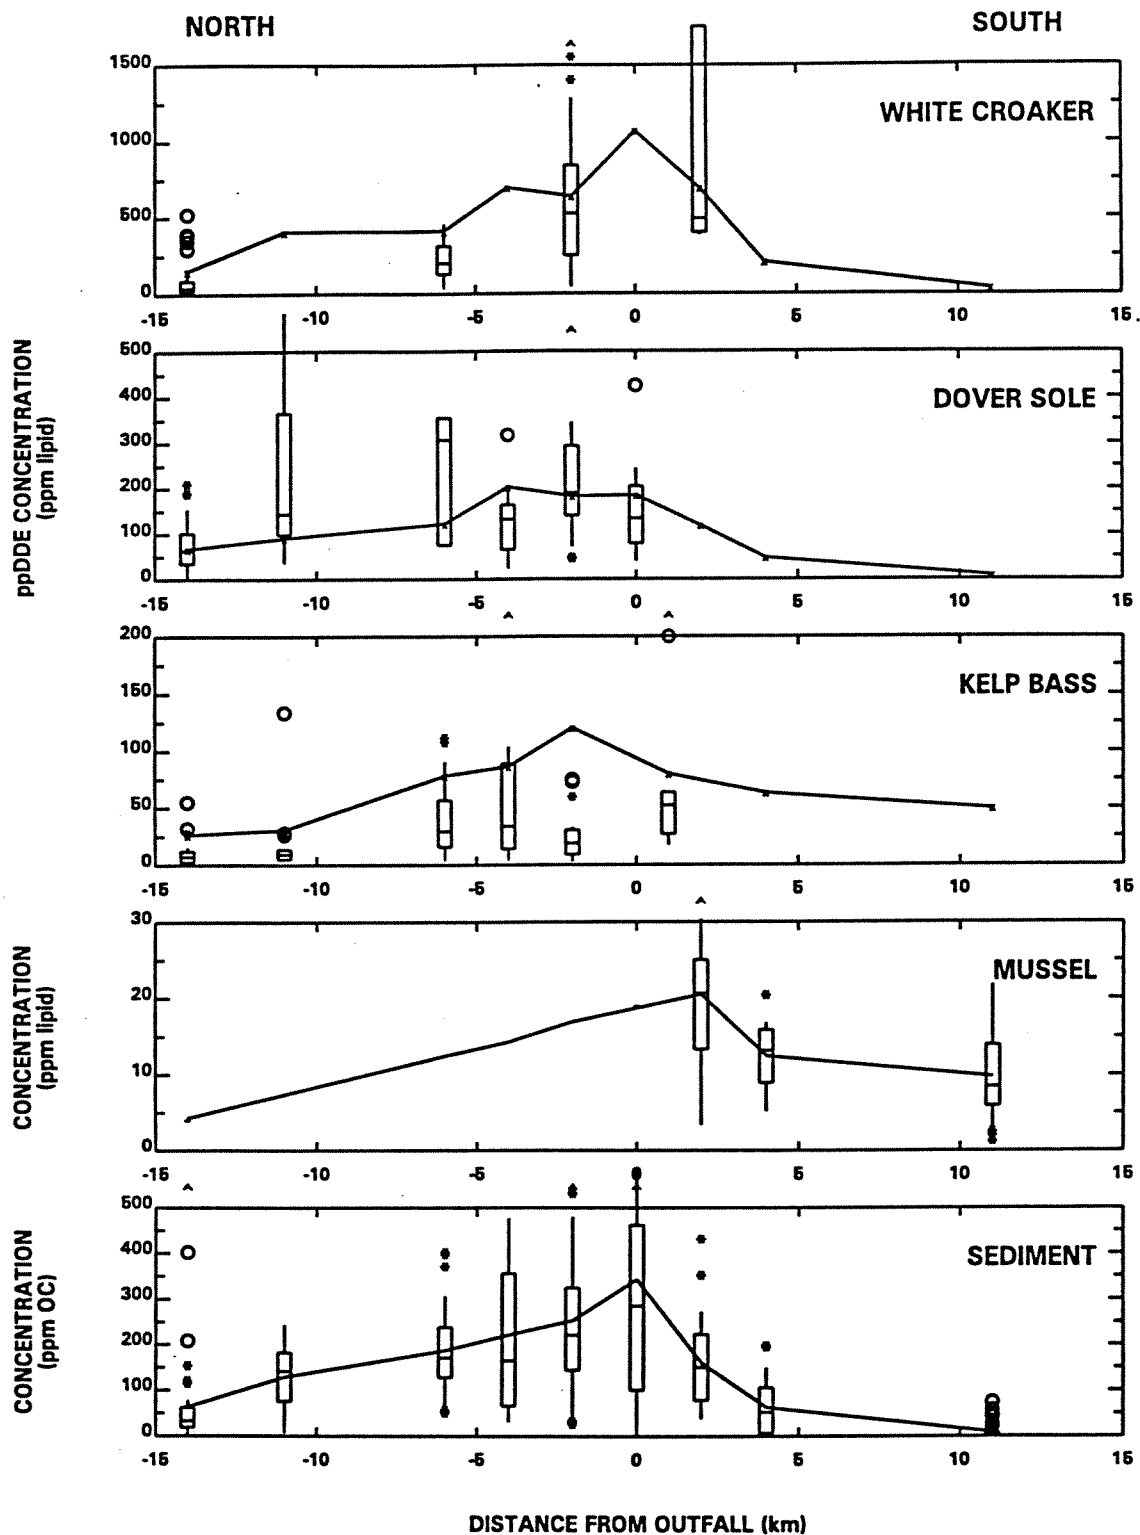 NORTH SOUTH
1500
WHITE CROAKER
1000
500
0
-15 -10 -5 0 5 10 15.
500
DOVER SOLE
400
300
200
100
0
-15 -10 -5 0 5 10 15
ppDDE CONCENTRATION
(ppm lipid)
200
KELP BASS
150
100
50
0
-15 -10 -5 0 5 10 15
30
MUSSEL
20
10
0
-15 -10 -5 0 5 10 15
CONCENTRATION
(ppm lipid)
500
SEDIMENT
400
300
200
100
0
-15 -10 -5 0 5 10 15
CONCENTRATION
(ppm OC)
DISTANCE FROM OUTFALL (km)